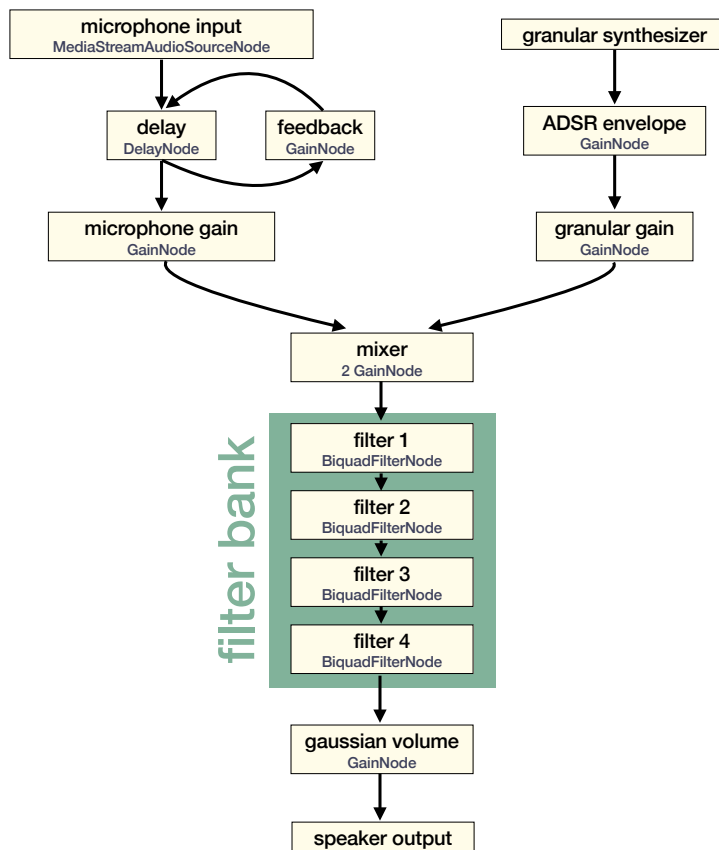 microphone input
MediaStreamAudioSourceNode
granular synthesizer
delay
DelayNode
feedback
GainNode
ADSR envelope
GainNode
microphone gain
GainNode
granular gain
GainNode
mixer
2 GainNode
filter bank
filter 1
BiquadFilterNode
filter 2
BiquadFilterNode
filter 3
BiquadFilterNode
filter 4
BiquadFilterNode
gaussian volume
GainNode
speaker output